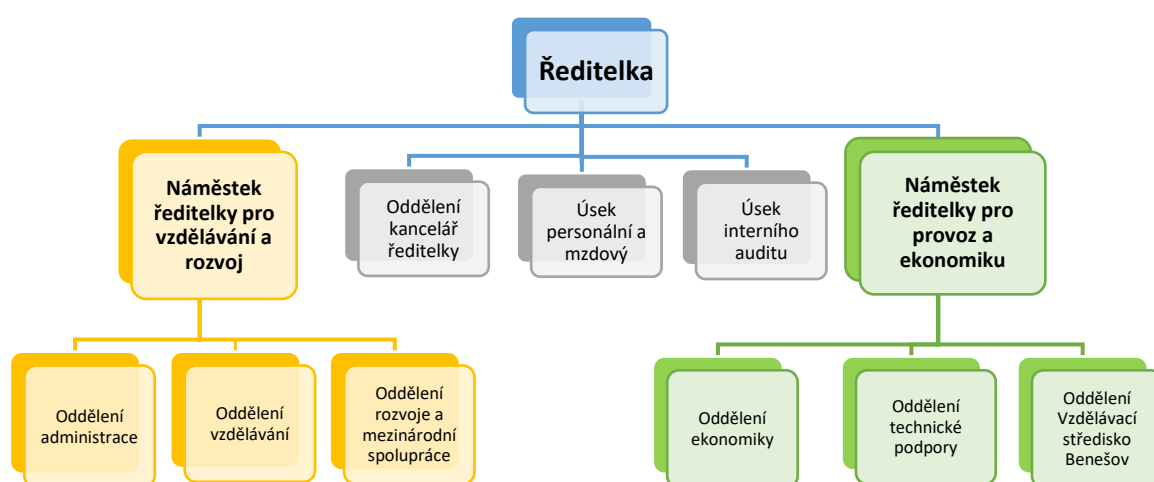 Ředitelka
Náměstek
ředitelky pro
vzdělávání a
rozvoj
Oddělení
kancelář
ředitelky
Úsek
personální a
mzdový
Úsek
interního
auditu
Náměstek
ředitelky pro
provoz a
ekonomiku
Oddělení
administrace
Oddělení
vzdělávání
Oddělení
rozvoje a
mezinárodní
spolupráce
Oddělení
ekonomiky
Oddělení
technické
podpory
Oddělení
Vzdělávací
středisko
Benešov